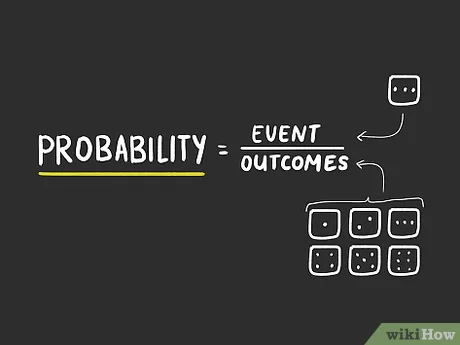 PROBABILITY = EVENT
OUTCOMES
wikiHow